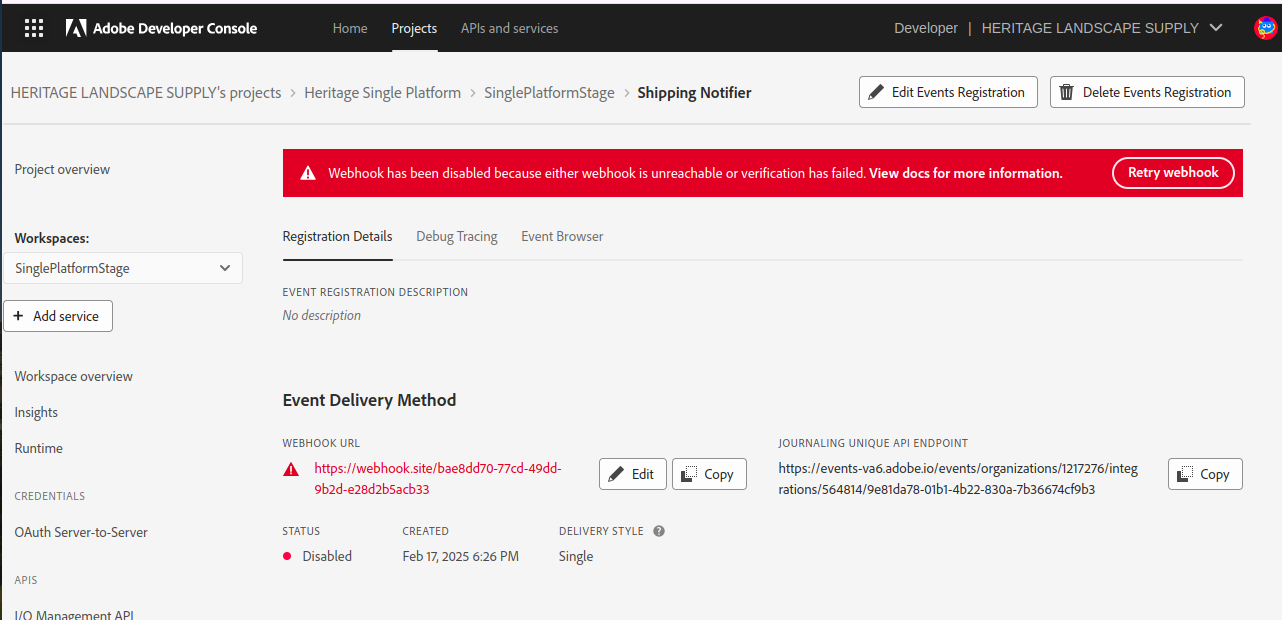 Adobe Developer Console
Home
Projects
APIs and services
Developer | HERITAGE LANDSCAPE SUPPLY
HERITAGE LANDSCAPE SUPPLY's projects > Heritage Single Platform > SinglePlatformStage > Shipping Notifier
Edit Events Registration
Delete Events Registration
Project overview
Workspaces:
SinglePlatformStage
+ Add service
Workspace overview
Insights
Runtime
CREDENTIALS
OAuth Server-to-Server
APIS
I/O Management API
Webhook has been disabled because either webhook is unreachable or verification has failed. View docs for more information.
Retry webhook
Registration Details
Debug Tracing
Event Browser
EVENT REGISTRATION DESCRIPTION
No description
Event Delivery Method
WEBHOOK URL
https://webhook.site/bae8dd70-77cd-49dd-
9b2d-e28d2b5acb33
Edit
Copy
JOURNALING UNIQUE API ENDPOINT
https://events-va6.adobe.io/events/organizations/1217276/integ
rations/564814/9e81da78-01b1-4b22-830a-7b36674cf9b3
Copy
STATUS
Disabled
CREATED
Feb 17, 2025 6:26 PM
DELIVERY STYLE ?
Single